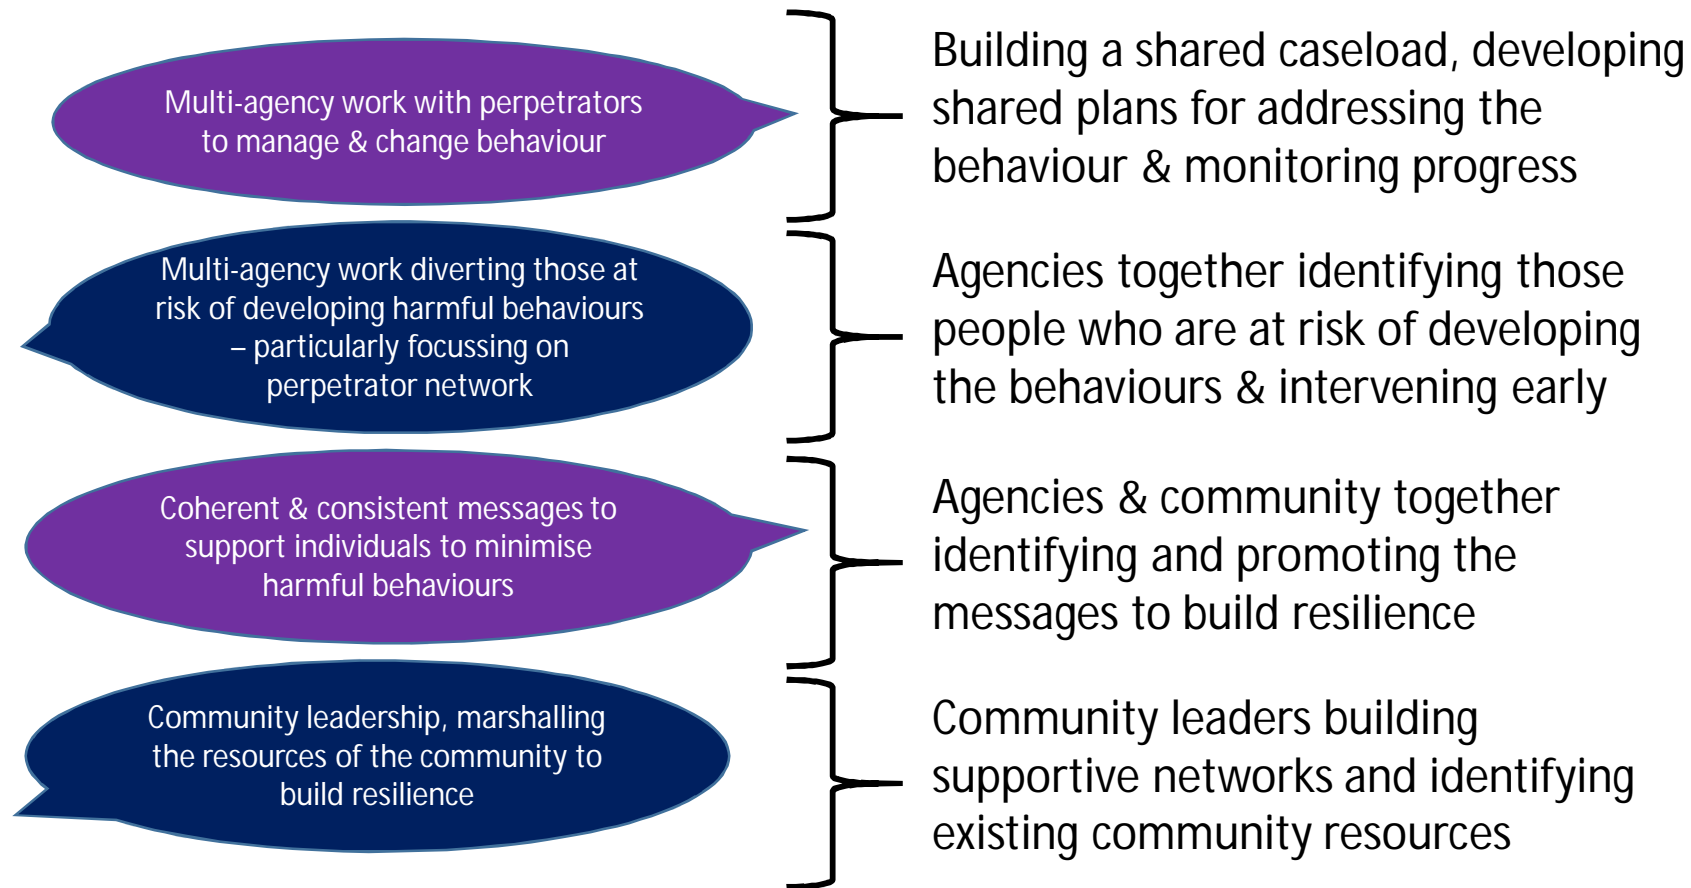 Multi-agency work with perpetrators
to manage & change behaviour
Building a shared caseload, developing
shared plans for addressing the
behaviour & monitoring progress
Multi-agency work diverting those at
risk of developing harmful behaviours
– particularly focussing on
perpetrator network
Agencies together identifying those
people who are at risk of developing
the behaviours & intervening early
Coherent & consistent messages to
support individuals to minimise
harmful behaviours
Agencies & community together
identifying and promoting the
messages to build resilience
Community leadership, marshalling
the resources of the community to
build resilience
Community leaders building
supportive networks and identifying
existing community resources